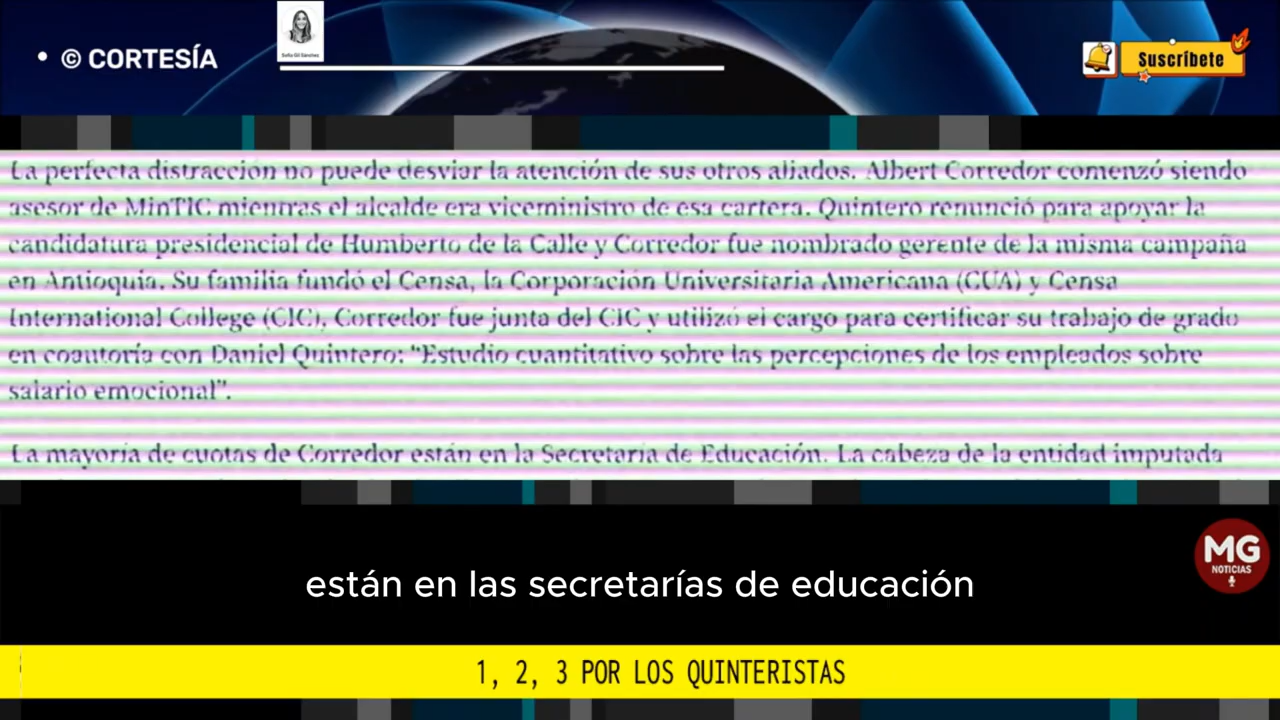 • © CORTESÍA
Sofía Gil Sánchez
Suscríbete
La perfecta distracción no puede desviar la atención de sus otros aliados. Albert Corredor comenzó siendo
asesor de MinTIC mientras el alcalde era viceministro de esa cartera. Quintero renunció para apoyar la
candidatura presidencial de Humberto de la Calle y Corredor fue nombrado gerente de la misma campaña
en Antioquia. Su familia fundó el Censa, la Corporación Universitaria Americana (CUA) y Censa
International College (CIC). Corredor fue junta del CIC y utilizó el cargo para certificar su trabajo de grado
en coautoría con Daniel Quintero: "Estudio cuantitativo sobre las percepciones de los empleados sobre
salario emocional".
La mayoría de cuotas de Corredor están en la Secretaría de Educación. La cabeza de la entidad imputada
MG
NOTICIAS
están en las secretarías de educación
1, 2, 3 POR LOS QUINTERISTAS